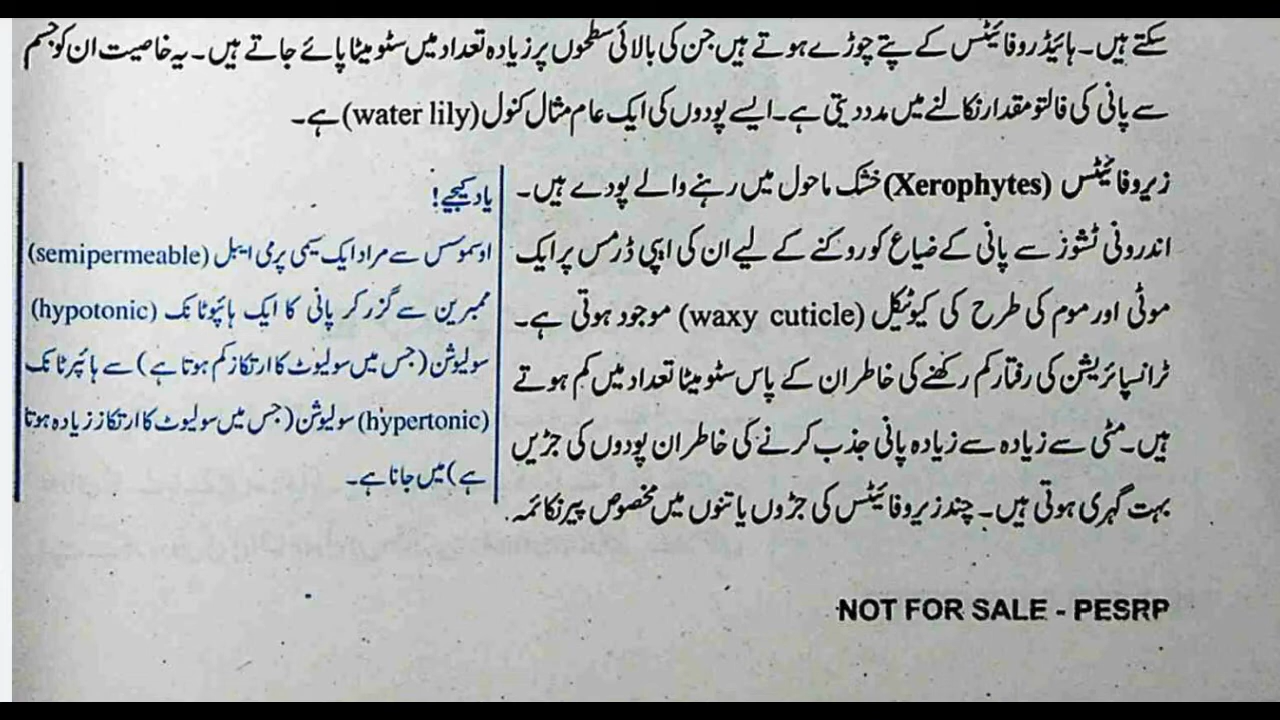 سکتے ہیں۔ ہائیڈروفائیٹس کے پتے چوڑے ہوتے ہیں جن کی بالائی سطحوں پر زیادہ تعداد میں سٹومیٹا پائے جاتے ہیں۔ یہ خاصیت ان کو جسم
سے پانی کی فالتو مقدار نکالنے میں مدد دیتی ہے۔ ایسے پودوں کی ایک عام مثال کنول (water lily) ہے۔
زیروفائیٹس (Xerophytes) خشک ماحول میں رہنے والے پودے ہیں۔
اندرونی ٹشوز سے پانی کے ضیاع کو روکنے کے لیے ان کی ایپی ڈرمس پر ایک
موٹی اور موم کی طرح کی کیوٹیکل (waxy cuticle) موجود ہوتی ہے۔
ٹرانسپائریشن کی رفتار کم رکھنے کی خاطر ان کے پاس سٹومیٹا تعداد میں کم ہوتے
ہیں۔ مٹی سے زیادہ سے زیادہ پانی جذب کرنے کی خاطر ان پودوں کی جڑیں
بہت گہری ہوتی ہیں۔ چند زیروفائیٹس کی جڑوں یا تنوں میں مخصوص پیرنکائمہ
یاد کیجیے!
اوسموسس سے مراد ایک سیمی پرمی ایبل (semipermeable)
ممبرین سے گزر کر پانی کا ایک ہائپوٹانک (hypotonic)
سولیوشن (جس میں سولیوٹ کا ارتکاز کم ہوتا ہے) سے ہائپرٹانک
(hypertonic) سولیوشن (جس میں سولیوٹ کا ارتکاز زیادہ ہوتا
ہے) میں جانا ہے۔
NOT FOR SALE - PESRP